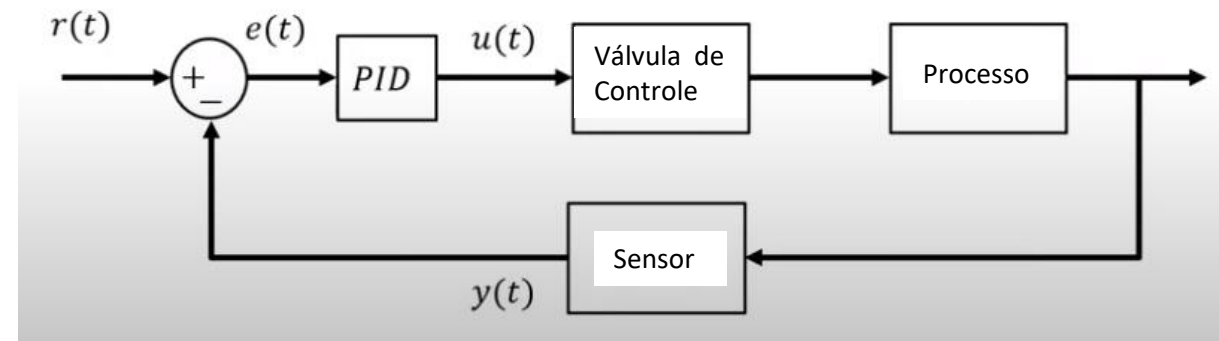 r(t)
e(t)
PID
u(t)
Válvula de
Controle
Processo
+
−
Sensor
y(t)